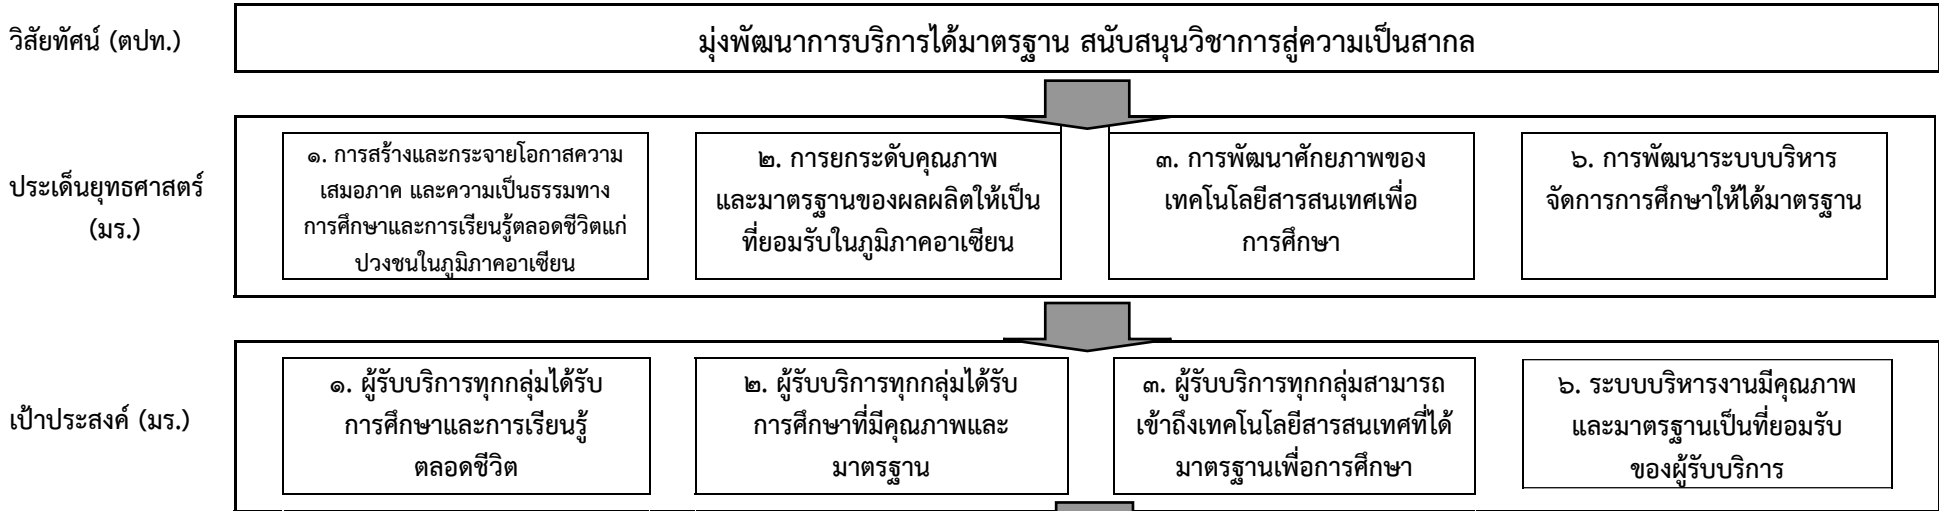 วิสัยทัศน์ (ตปท.)
มุ่งพัฒนาการบริการได้มาตรฐาน สนับสนุนวิชาการสู่ความเป็นสากล
ประเด็นยุทธศาสตร์
(มร.)
๑. การสร้างและกระจายโอกาสความ
เสมอภาค และความเป็นธรรมทาง
การศึกษาและการเรียนรู้ตลอดชีวิตแก่
ปวงชนในภูมิภาคอาเซียน
๒. การยกระดับคุณภาพ
และมาตรฐานของผลผลิตให้เป็น
ที่ยอมรับในภูมิภาคอาเซียน
๓. การพัฒนาศักยภาพของ
เทคโนโลยีสารสนเทศเพื่อ
การศึกษา
๖. การพัฒนาระบบบริหาร
จัดการการศึกษาให้ได้มาตรฐาน
เป้าประสงค์ (มร.)
๑. ผู้รับบริการทุกกลุ่มได้รับ
การศึกษาและการเรียนรู้
ตลอดชีวิต
๒. ผู้รับบริการทุกกลุ่มได้รับ
การศึกษาที่มีคุณภาพและ
มาตรฐาน
๓. ผู้รับบริการทุกกลุ่มสามารถ
เข้าถึงเทคโนโลยีสารสนเทศที่ได้
มาตรฐานเพื่อการศึกษา
๖. ระบบบริหารงานมีคุณภาพ
และมาตรฐานเป็นที่ยอมรับ
ของผู้รับบริการ